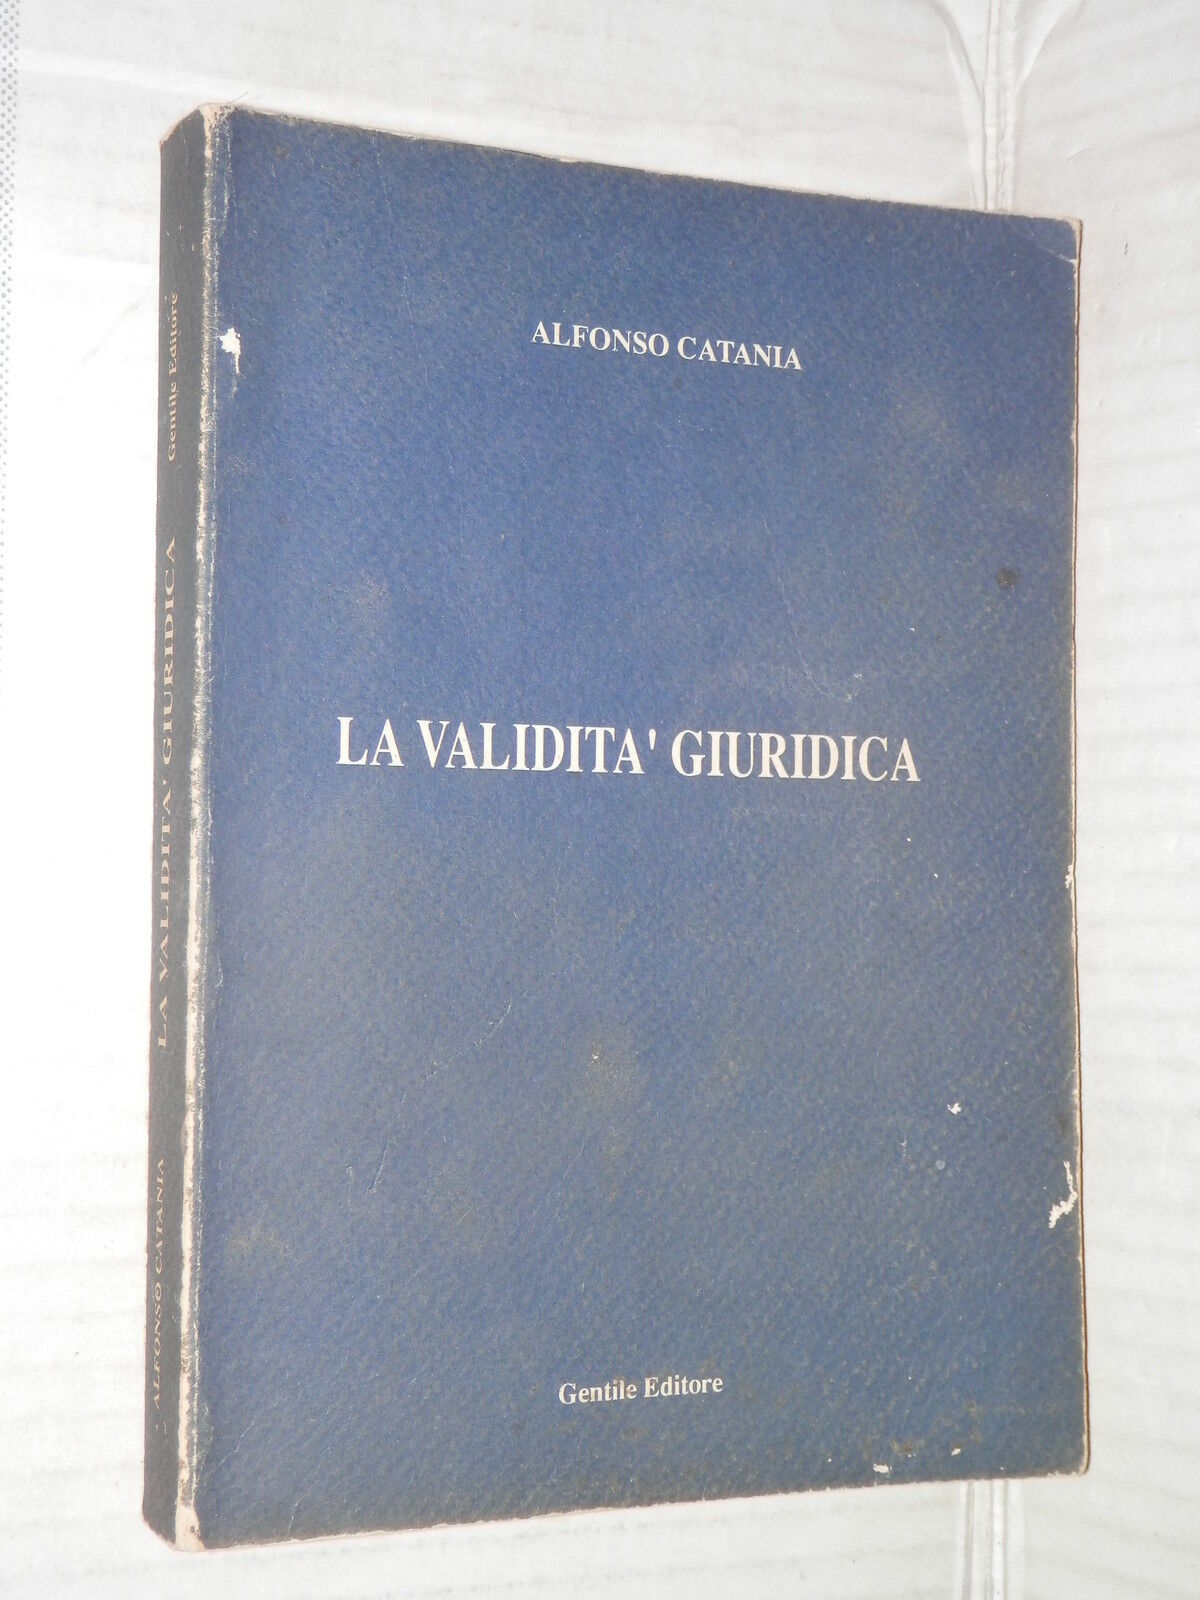 ALFONSO CATANIA
LA VALIDITA' GIURIDICA
Gentile Editore
ALFONSO CATANIA LA VALIDITA' GIURIDICA Gentile Editore